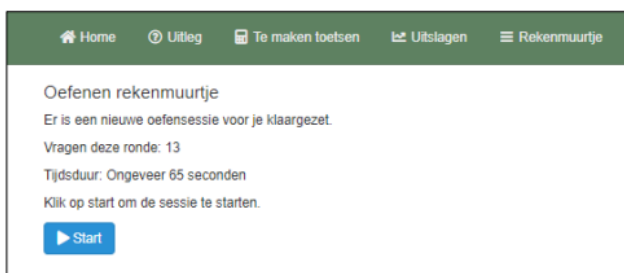 Home Uitleg Te maken toetsen Uitslagen Rekenmuurtje
Oefenen rekenmuurtje
Er is een nieuwe oefensessie voor je klaargezet.
Vragen deze ronde: 13
Tijdsduur: Ongeveer 65 seconden
Klik op start om de sessie te starten.
Start